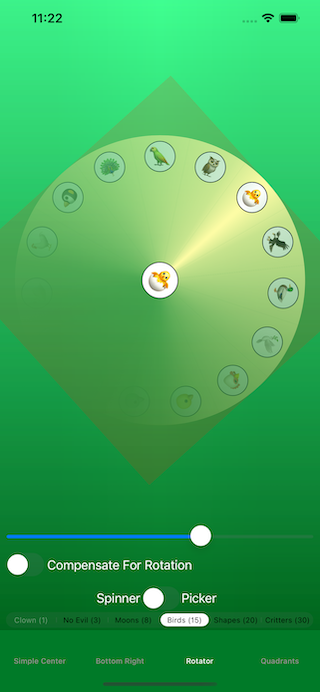 11:22
Compensate For Rotation
Spinner Picker
Clown (1) No Evil (3) Moons (8) Birds (15) Shapes (20) Critters (30)
Simple Center Bottom Right Rotator Quadrants